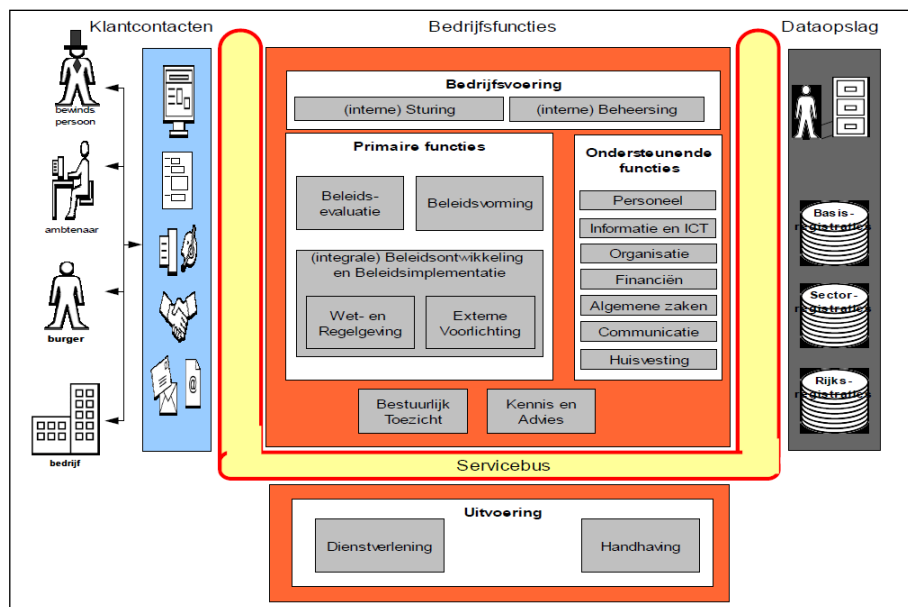 Klantcontacten
Bedrijfsfuncties
Dataopslag
bewinds
persoon
ambtenaar
burger
bedrijf
Bedrijfsvoering
(interne) Sturing
(interne) Beheersing
Primaire functies
Beleids-
evaluatie
Beleidsvorming
(integrale) Beleidsontwikkeling
en Beleidsimplementatie
Wet- en
Regelgeving
Externe
Voorlichting
Ondersteunende
functies
Personeel
Informatie en ICT
Organisatie
Financiën
Algemene zaken
Communicatie
Huisvesting
Bestuurlijk
Toezicht
Kennis en
Advies
Basis-
registraties
Sector-
registraties
Rijks-
registraties
@
Servicebus
Uitvoering
Dienstverlening
Handhaving